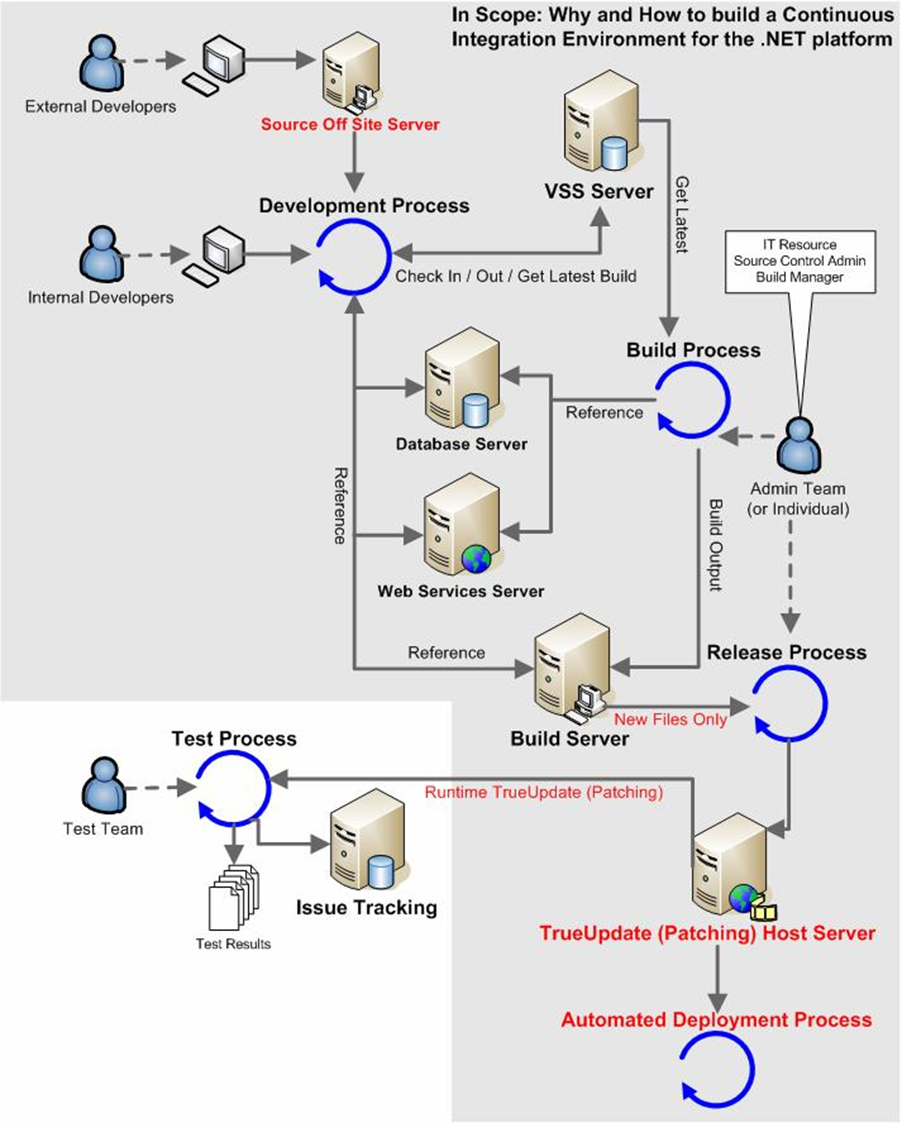 In Scope: Why and How to build a Continuous
Integration Environment for the .NET platform
External Developers
Source Off Site Server
VSS Server
Get Latest
Development Process
Internal Developers
Check In / Out / Get Latest Build
IT Resource
Source Control Admin
Build Manager
Build Process
Reference
Database Server
Admin Team
(or Individual)
Reference
Build Output
Web Services Server
Reference
Release Process
New Files Only
Build Server
Test Process
Runtime TrueUpdate (Patching)
Test Team
Issue Tracking
Test Results
TrueUpdate (Patching) Host Server
Automated Deployment Process